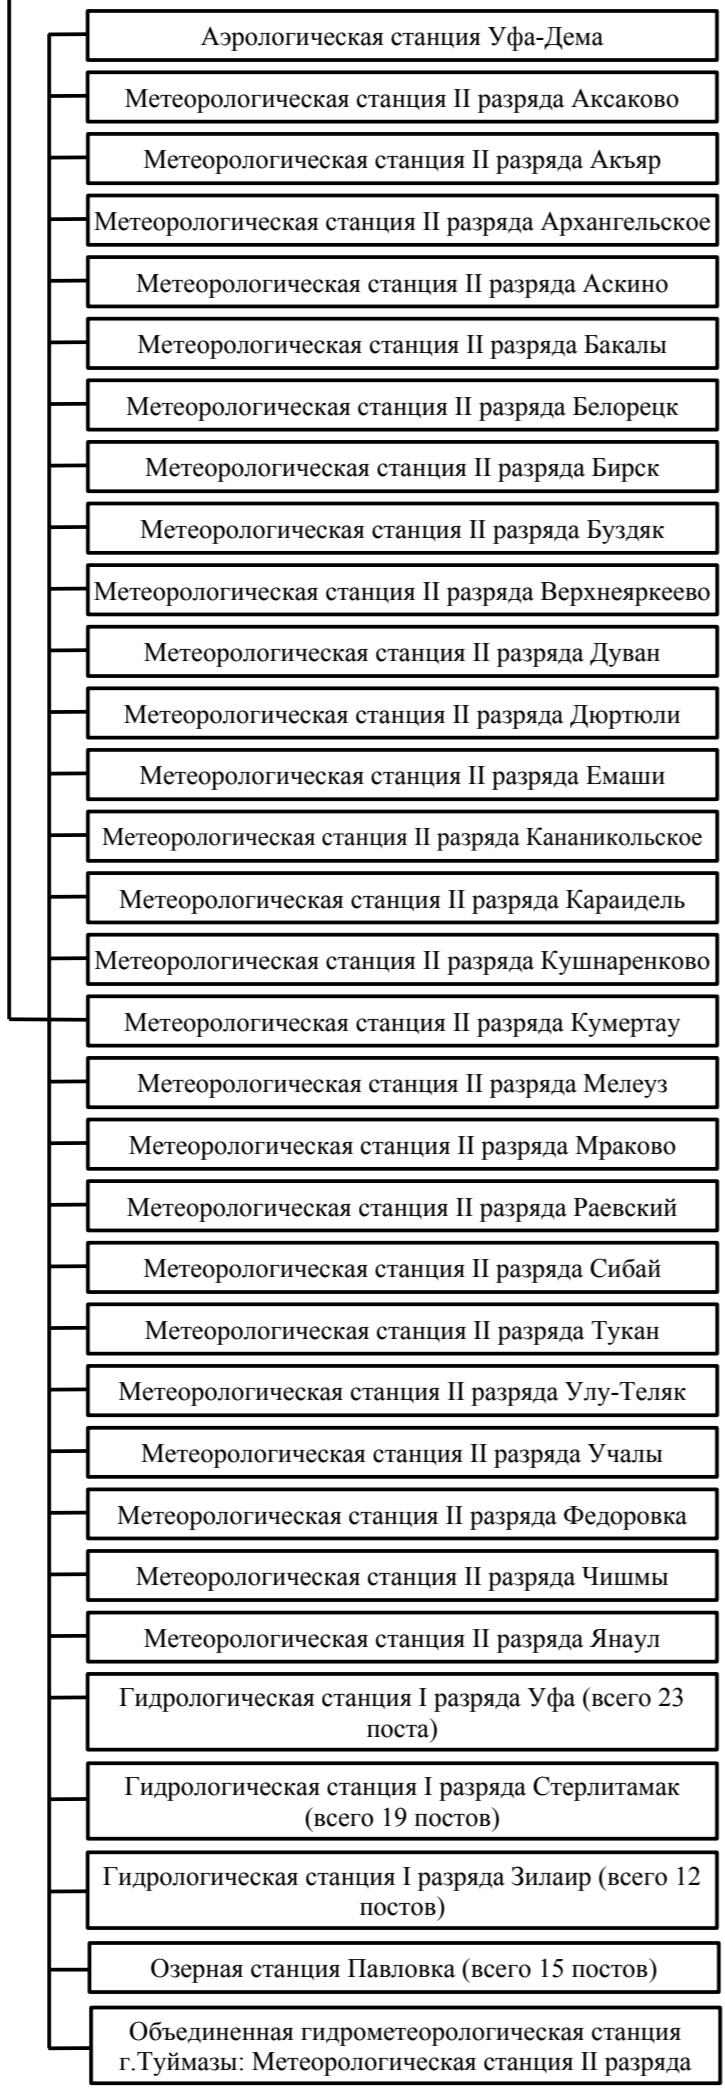 Аэрологическая станция Уфа-Дема
Метеорологическая станция II разряда Аксаково
Метеорологическая станция II разряда Акъяр
Метеорологическая станция II разряда Архангельское
Метеорологическая станция II разряда Аскино
Метеорологическая станция II разряда Бакалы
Метеорологическая станция II разряда Белорецк
Метеорологическая станция II разряда Бирск
Метеорологическая станция II разряда Буздяк
Метеорологическая станция II разряда Верхнеяркеево
Метеорологическая станция II разряда Дуван
Метеорологическая станция II разряда Дюртюли
Метеорологическая станция II разряда Емаши
Метеорологическая станция II разряда Кананикольское
Метеорологическая станция II разряда Караидель
Метеорологическая станция II разряда Кушнаренково
Метеорологическая станция II разряда Кумертау
Метеорологическая станция II разряда Мелеуз
Метеорологическая станция II разряда Мраково
Метеорологическая станция II разряда Раевский
Метеорологическая станция II разряда Сибай
Метеорологическая станция II разряда Тукан
Метеорологическая станция II разряда Улу-Теляк
Метеорологическая станция II разряда Учалы
Метеорологическая станция II разряда Федоровка
Метеорологическая станция II разряда Чишмы
Метеорологическая станция II разряда Янаул
Гидрологическая станция I разряда Уфа (всего 23
поста)
Гидрологическая станция I разряда Стерлитамак
(всего 19 постов)
Гидрологическая станция I разряда Зилаир (всего 12
постов)
Озерная станция Павловка (всего 15 постов)
Объединенная гидрометеорологическая станция
г.Туймазы: Метеорологическая станция II разряда